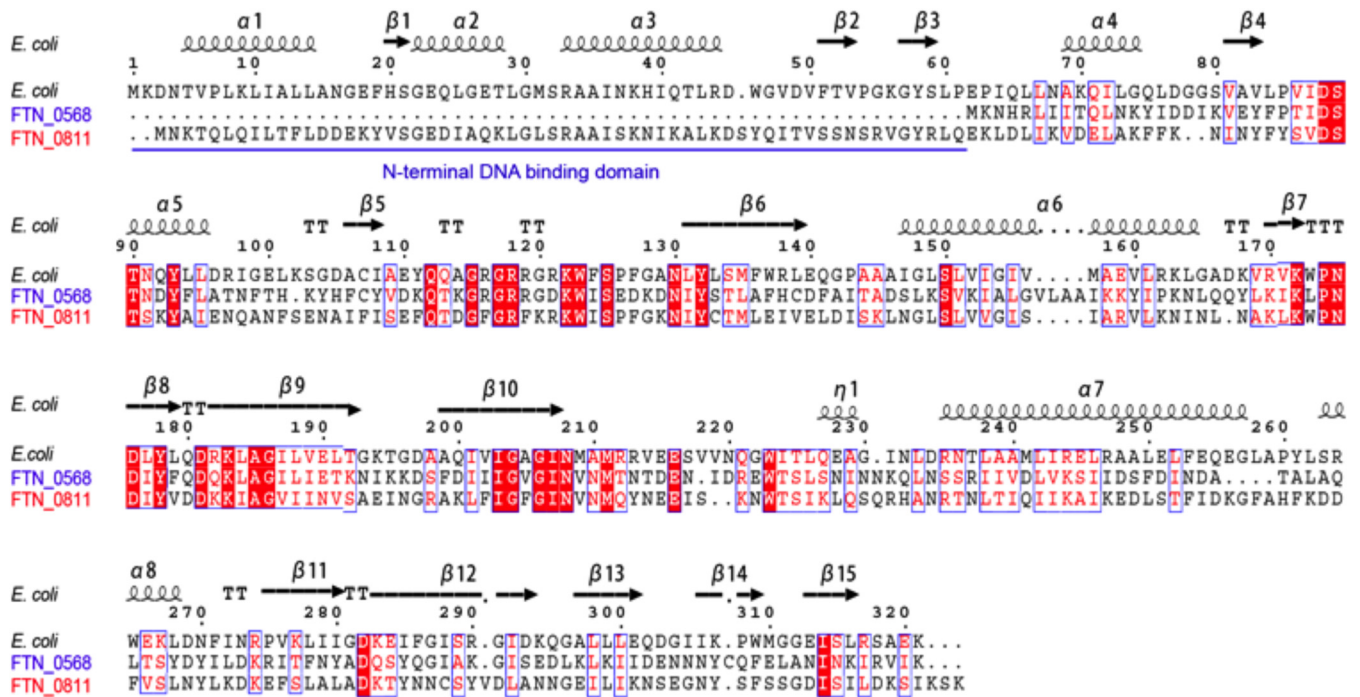 α1 β1 α2 α3 β2 β3 α4 β4
E. coli
1 10 20 30 40 50 60 70 80
E. coli MKDNTVPLKLIALLANGEFHSGEQLGETLGMSRAAINKHIQTLRD.WGVDVFTVPGKGYSLPEPIQLLNAKQILGQLDGGSVAVLPVIDS
FTN_0568 ..............................................................MKNHRLIITQLNKYIDDIKVEYFPTIDS
FTN_0811 ..MNKTQLQILTFLDDEKYVSGEDIAQKLGLSRAAISKNIKALKDSYQITVSSNSRVGYRLQEKLDLIKVDELAKFFK..NINYFYSVDS
N-terminal DNA binding domain
α5 β5 β6 α6 β7
E. coli TT TT TT .... TT TTT
90 100 110 120 130 140 150 160 170
E. coli TNQYLLDRIGELKSGDACIAEYQQAGRGRRGRKWFSPFGANLYLSMFWRLEQGPAAAIGLSLVIGIV....MAEVLRKLGADKVRVKWPN
FTN_0568 TNDYFLATNFTH.KYHFCYVDKQTKGRGRRGDKWISEDKDNIYSTLAFHCDFAITADSLKSVKIALGVLAAIKKYIPKNLQQYLKIKLPN
FTN_0811 TSKYAIENQANFSENAIFISEFQTDGFGRFKRKWISPFGKNIYCTMLEIVELDISKLNGLSLVVGIS....IARVLKNINL.NAKLKWPN
β8 β9 β10 η1 α7
E. coli TT
180 190 200 210 220 230 240 250 260
E.coli DLYLQDRKLAGILVELTGKTGDAAQIVIGAGINMAMRRVEESVVNQGWITLQEAG.INLDRNTLAAMLIRELRAALELFEQEGLAPYLSR
FTN_0568 DIYFQDQKLAGILIETKNIKKDSFDIIIGVGINVNMTNTDEN.IDREWTSLSNINNKQLNSSRIIVDLVKSIIDSFDINDA....TALAQ
FTN_0811 DIYVDDKKIAGVIINVSAEINGRAKLFIGFGINVNMQYNEEIS..KNWTSIKLQSQRHANRTNLTIQIIKAIKEDLSTFIDKGFAHFKDD
α8 β11 β12 β13 β14 β15
E. coli TT TT . .
270 280 290 300 310 320
E. coli WEKLDNFINRPVKLIIGDKEIFGISR.GIDKQGALLLEQDGIIK.PWMGGEISLRSAEK...
FTN_0568 LTSYDYILDKRITFNYADQSYQGIAK.GISEDLKLKIIDENNNYCQFELANINKIRVIK...
FTN_0811 FVSLNYLKDKEFSLALADKTYNNCSYVDLANNGEILIKNSEGNY.SFSSGDISILDKSIKSK